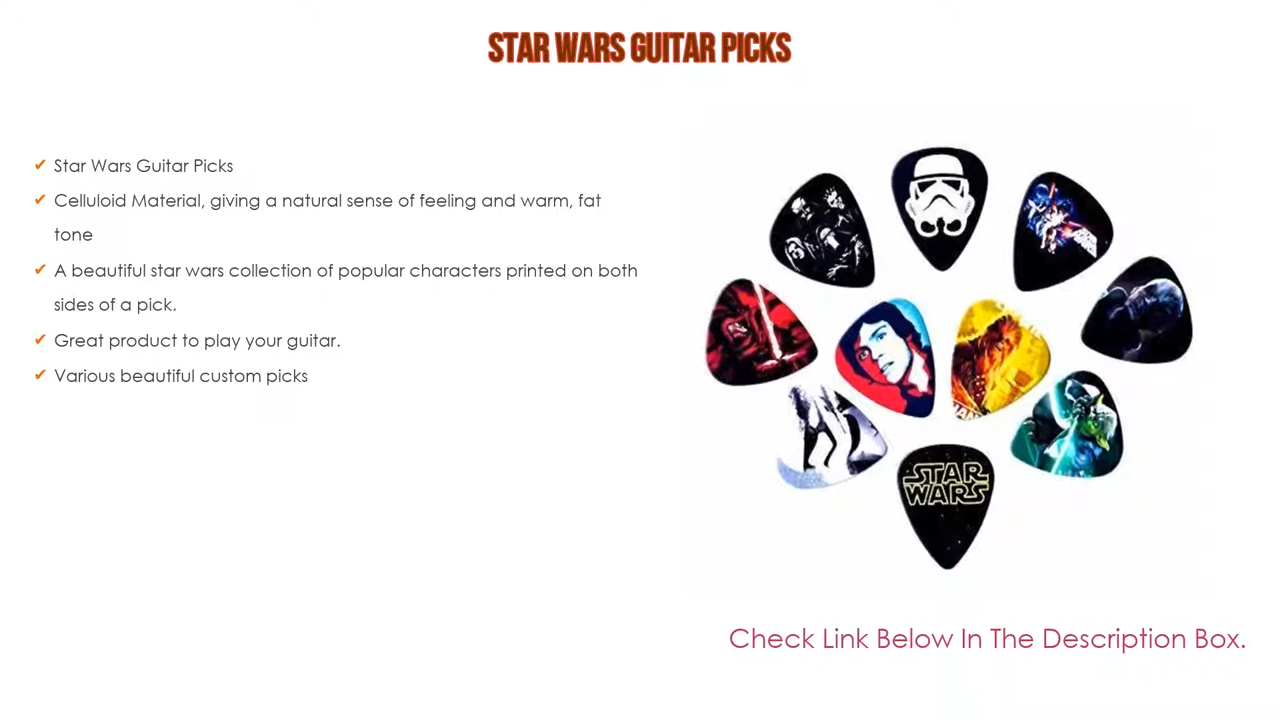 STAR WARS GUITAR PICKS
✔ Star Wars Guitar Picks
✔ Celluloid Material, giving a natural sense of feeling and warm, fat
tone
✔ A beautiful star wars collection of popular characters printed on both
sides of a pick.
✔ Great product to play your guitar.
✔ Various beautiful custom picks
STAR
WARS
Check Link Below In The Description Box.